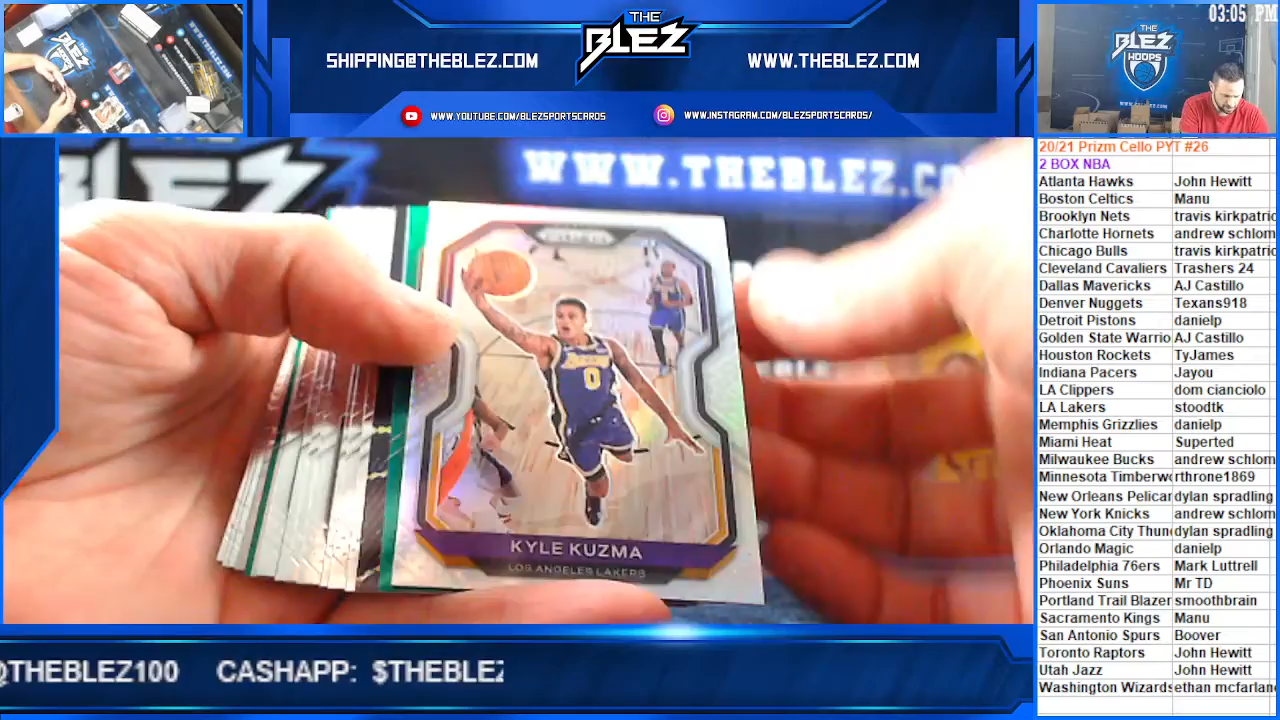 SHIPPING@THEBLEZ.COM
THE
BLEZ
WWW.THEBLEZ.COM
WWW.YOUTUBE.COM/BLEZSPORTSCARDS
WWW.INSTAGRAM.COM/BLEZSPORTSCARDS/
03:05 PM
THE
BLEZ
HOOPS
WWW.THEBLEZ.CO
KYLE KUZMA
LOS ANGELES LAKERS
Lakers
0
20/21 Prizm Cello PYT #26
2 BOX NBA
Atlanta Hawks John Hewitt
Boston Celtics Manu
Brooklyn Nets travis kirkpatric
Charlotte Hornets andrew schlom
Chicago Bulls travis kirkpatric
Cleveland Cavaliers Trashers 24
Dallas Mavericks AJ Castillo
Denver Nuggets Texans918
Detroit Pistons danielp
Golden State Warrio AJ Castillo
Houston Rockets TyJames
Indiana Pacers Jayou
LA Clippers dom cianciolo
LA Lakers stoodtk
Memphis Grizzlies danielp
Miami Heat Superted
Milwaukee Bucks andrew schlom
Minnesota Timberwo rthrone1869
New Orleans Pelican dylan spradling
New York Knicks andrew schlom
Oklahoma City Thund dylan spradling
Orlando Magic danielp
Philadelphia 76ers Mark Luttrell
Phoenix Suns Mr TD
Portland Trail Blazer smoothbrain
Sacramento Kings Manu
San Antonio Spurs Boover
Toronto Raptors John Hewitt
Utah Jazz John Hewitt
Washington Wizards ethan mcfarlan
@THEBLEZ100 CASHAPP: $THEBLEZ